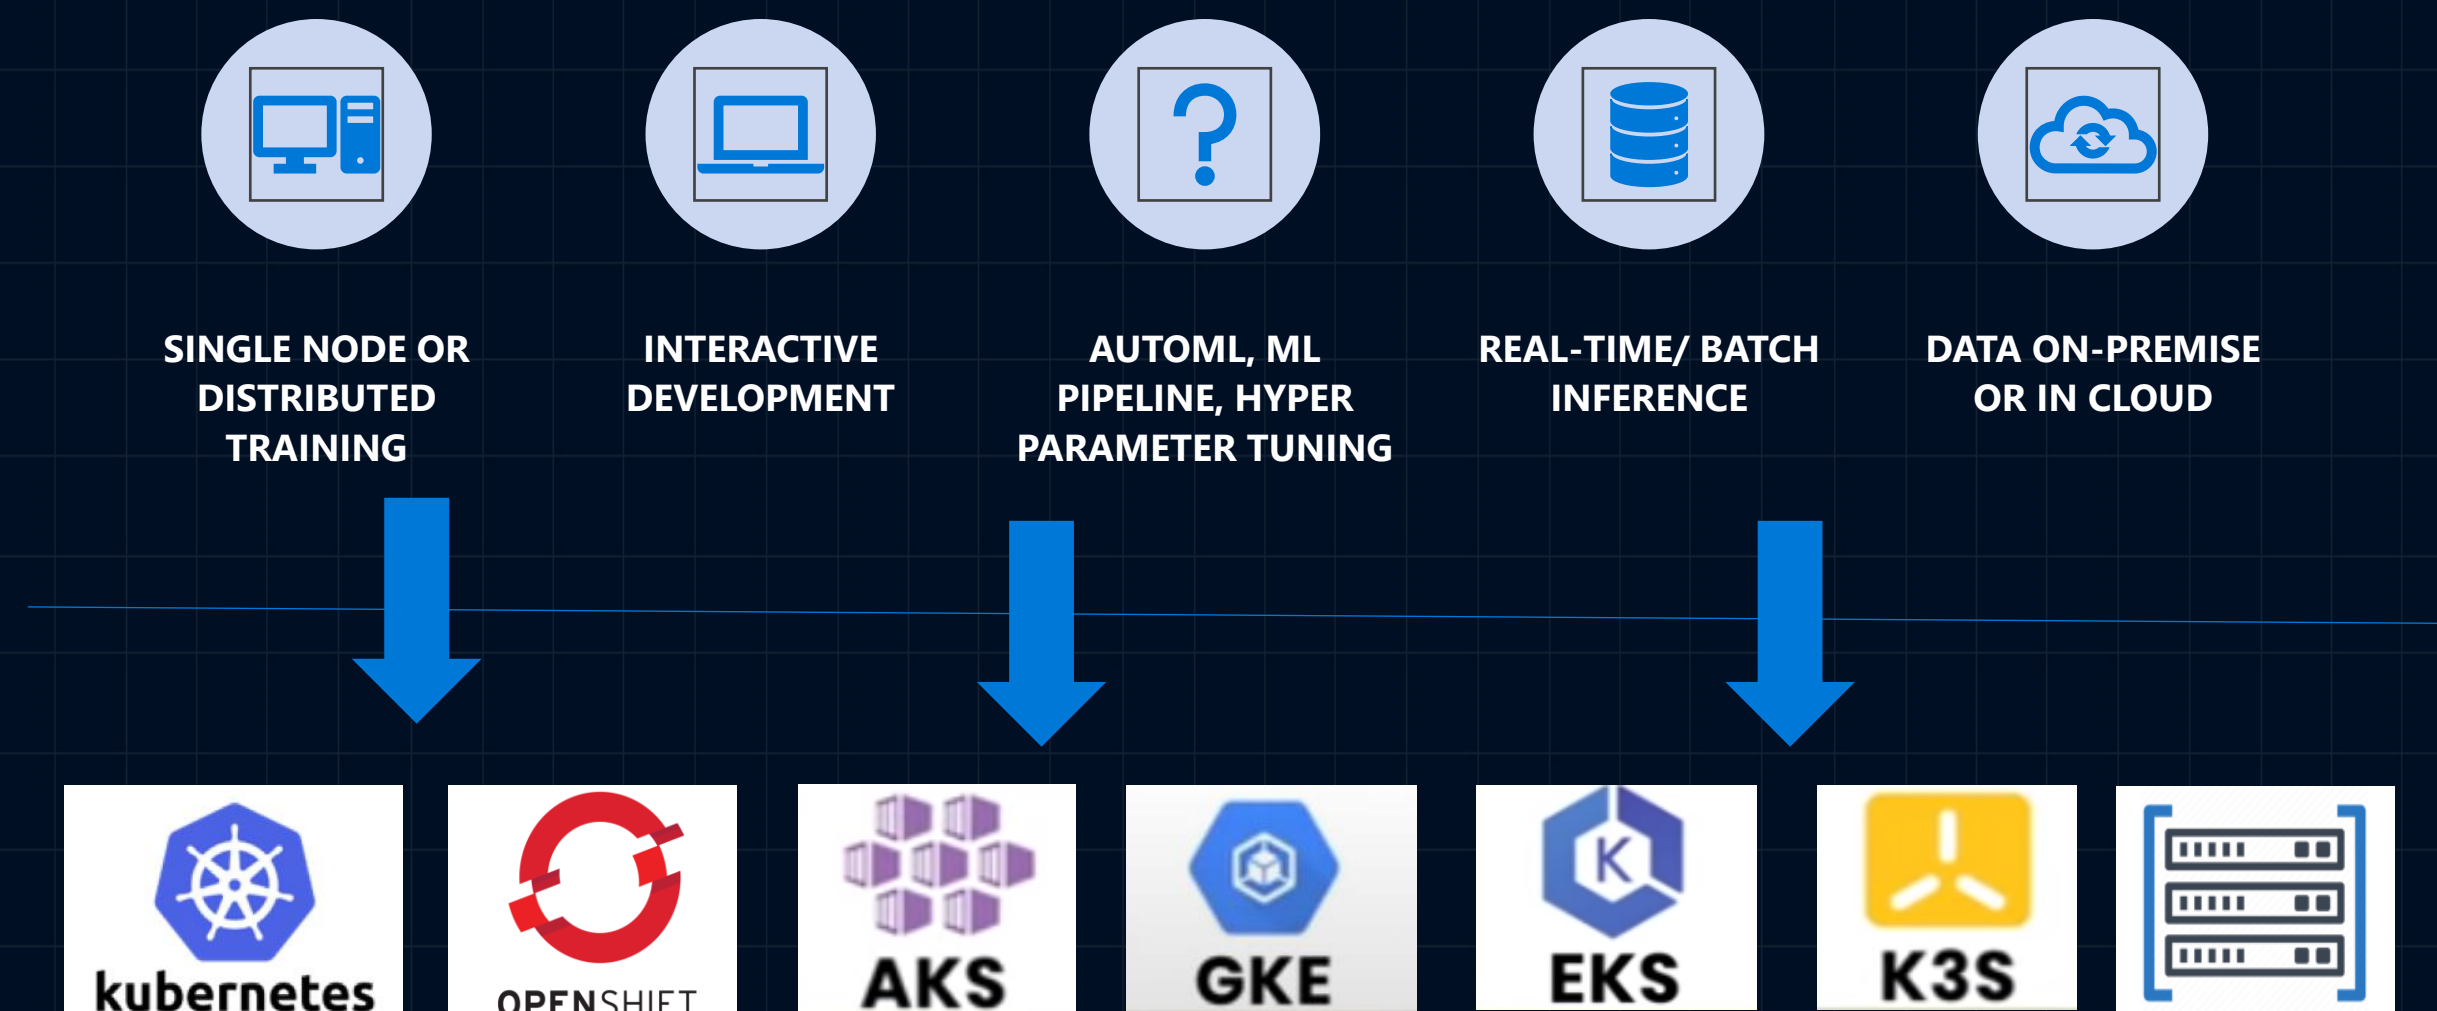 SINGLE NODE OR
DISTRIBUTED
TRAINING
INTERACTIVE
DEVELOPMENT
AUTOML, ML
PIPELINE, HYPER
PARAMETER TUNING
REAL-TIME/ BATCH
INFERENCE
DATA ON-PREMISE
OR IN CLOUD
kubernetes
OPENSHIFT
AKS
GKE
K
EKS
K3S